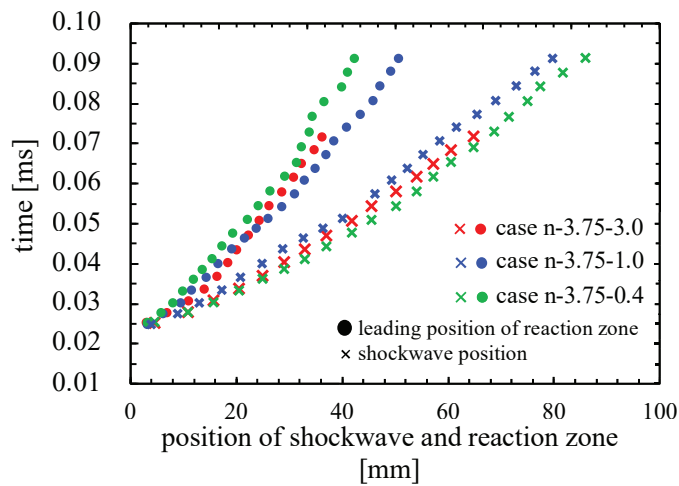 0.10
0.09
0.08
0.07
0.06
0.05
0.04
0.03
0.02
0.01
time [ms]
case n-3.75-3.0
case n-3.75-1.0
case n-3.75-0.4
leading position of reaction zone
shockwave position
0 20 40 60 80 100
position of shockwave and reaction zone
[mm]